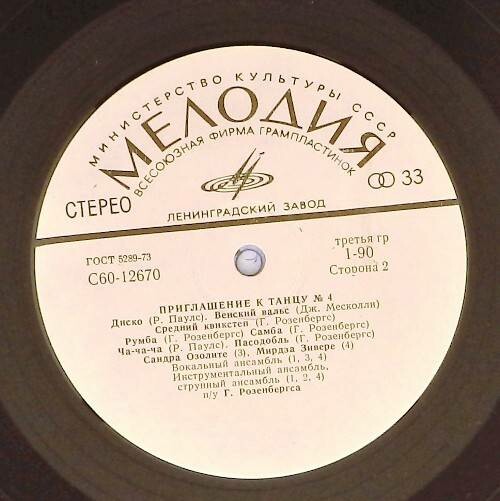 МИНИСТЕРСТВО КУЛЬТУРЫ СССР
МЕЛОДИЯ
ВСЕСОЮЗНАЯ ФИРМА ГРАМПЛАСТИНОК
СТЕРЕО
33
ЛЕНИНГРАДСКИЙ ЗАВОД
ГОСТ 5289-73
С60-12670
третья гр
1-90
Сторона 2
ПРИГЛАШЕНИЕ К ТАНЦУ № 4
Диско (Р. Паулс). Венский вальс (Дж. Месколли)
Средний квикстеп (Г. Розенбергс)
Румба (Г. Розенбергс) Самба (Г. Розенбергс)
Ча-ча-ча (Р. Паулс), Пасодобль (Г. Розенбергс)
Сандра Озолите (3), Мирдза Зивере (4)
Вокальный ансамбль (1, 3, 4)
Инструментальный ансамбль,
струнный ансамбль (1, 2, 4)
п/у Г. Розенбергса